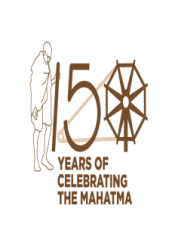 150
YEARS OF
CELEBRATING
THE MAHATMA